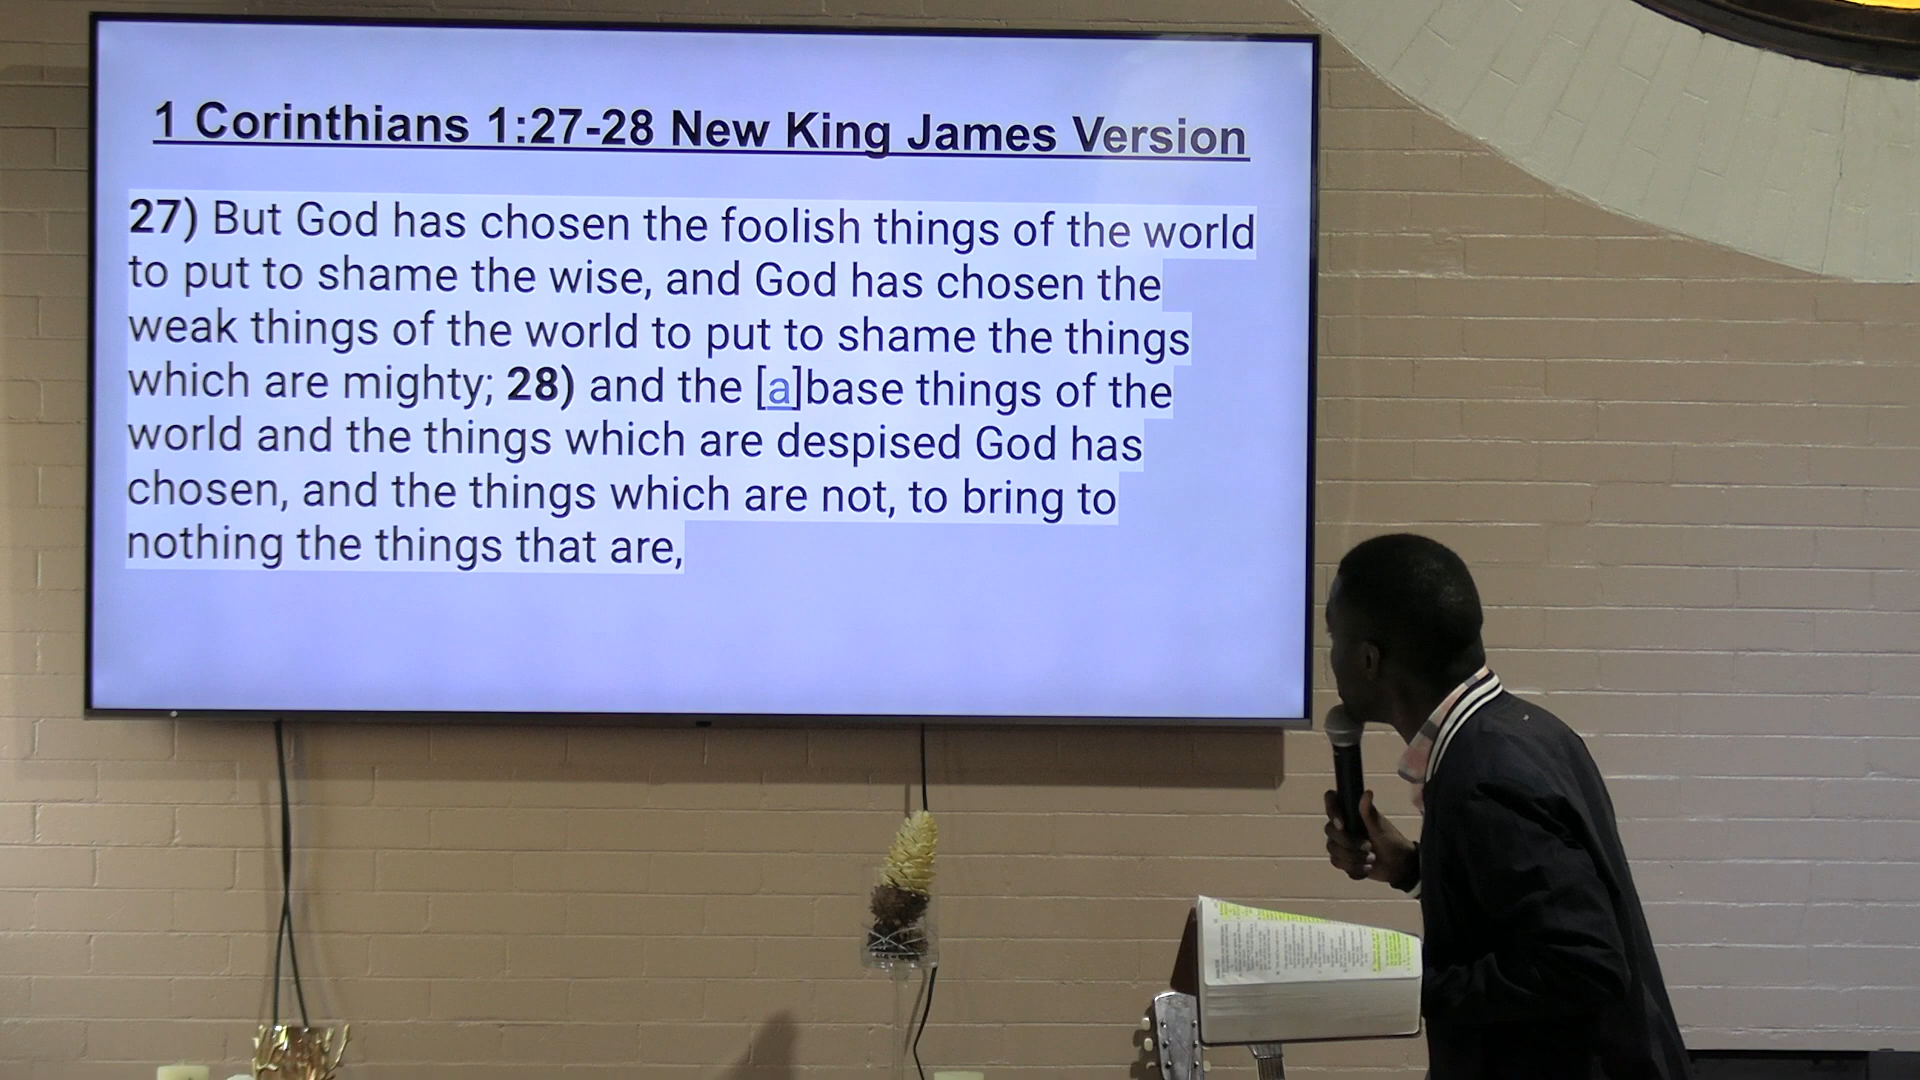 1 Corinthians 1:27-28 New King James Version
27) But God has chosen the foolish things of the world
to put to shame the wise, and God has chosen the
weak things of the world to put to shame the things
which are mighty; 28) and the [a]base things of the
world and the things which are despised God has
chosen, and the things which are not, to bring to
nothing the things that are,